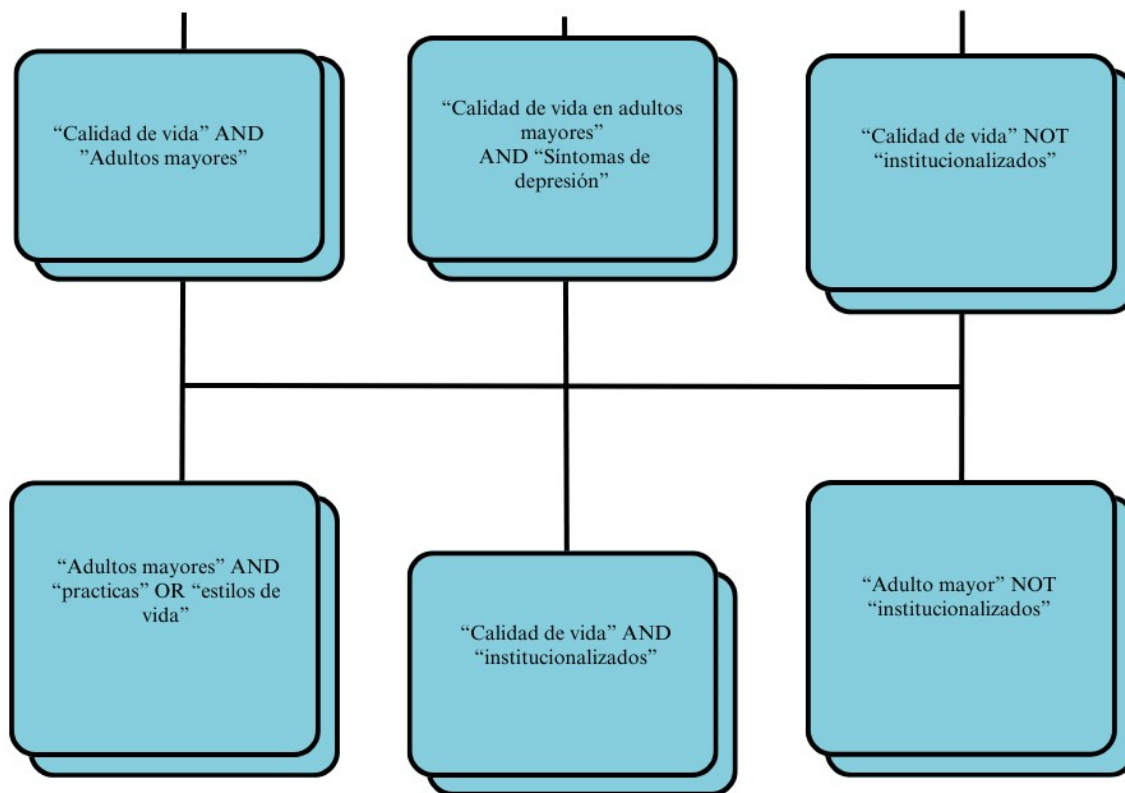 “Calidad de vida” AND
”Adultos mayores”
“Calidad de vida en adultos
mayores”
AND “Síntomas de
depresión”
“Calidad de vida” NOT
“institucionalizados”
“Adultos mayores” AND
“practicas” OR “estilos de
vida”
“Calidad de vida” AND
“institucionalizados”
“Adulto mayor” NOT
“institucionalizados”